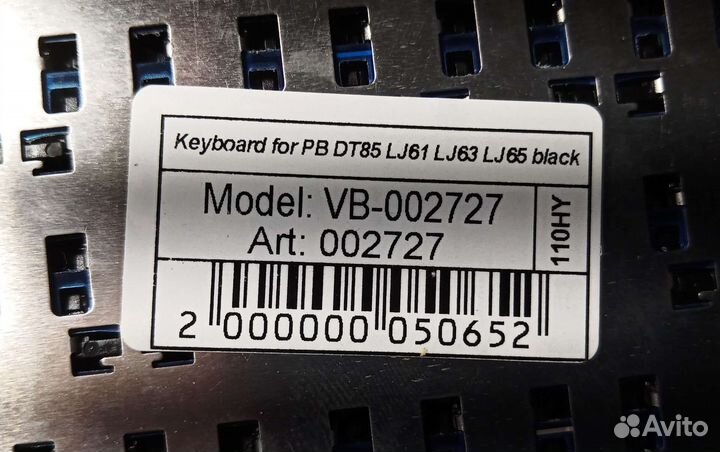 Keyboard for PB DT85 LJ61 LJ63 LJ65 black
Model: VB-002727
Art: 002727
110HY
2 000000 050652
Avito